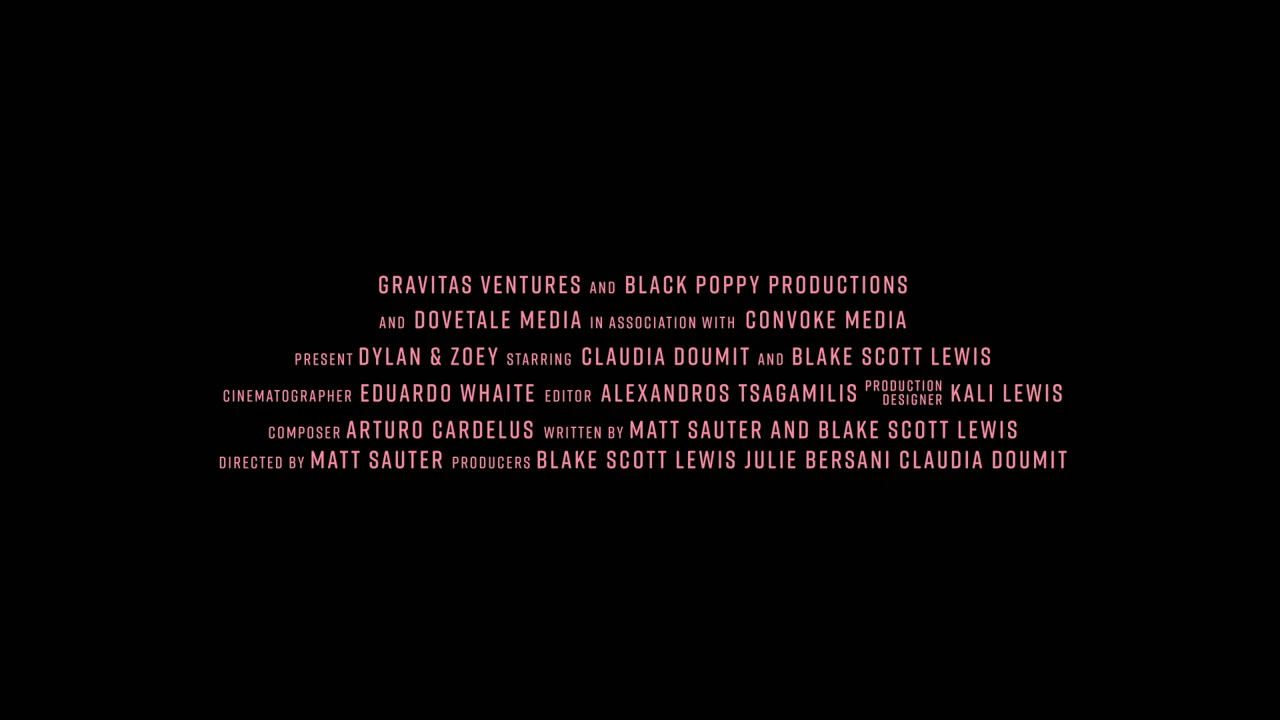 GRAVITAS VENTURES AND BLACK POPPY PRODUCTIONS
AND DOVETALE MEDIA IN ASSOCIATION WITH CONVOKE MEDIA
PRESENT DYLAN & ZOEY STARRING CLAUDIA DOUMIT AND BLAKE SCOTT LEWIS
CINEMATOGRAPHER EDUARDO WHAITE EDITOR ALEXANDROS TSAGAMILIS PRODUCTION DESIGNER KALI LEWIS
COMPOSER ARTURO CARDELUS WRITTEN BY MATT SAUTER AND BLAKE SCOTT LEWIS
DIRECTED BY MATT SAUTER PRODUCERS BLAKE SCOTT LEWIS JULIE BERSANI CLAUDIA DOUMIT